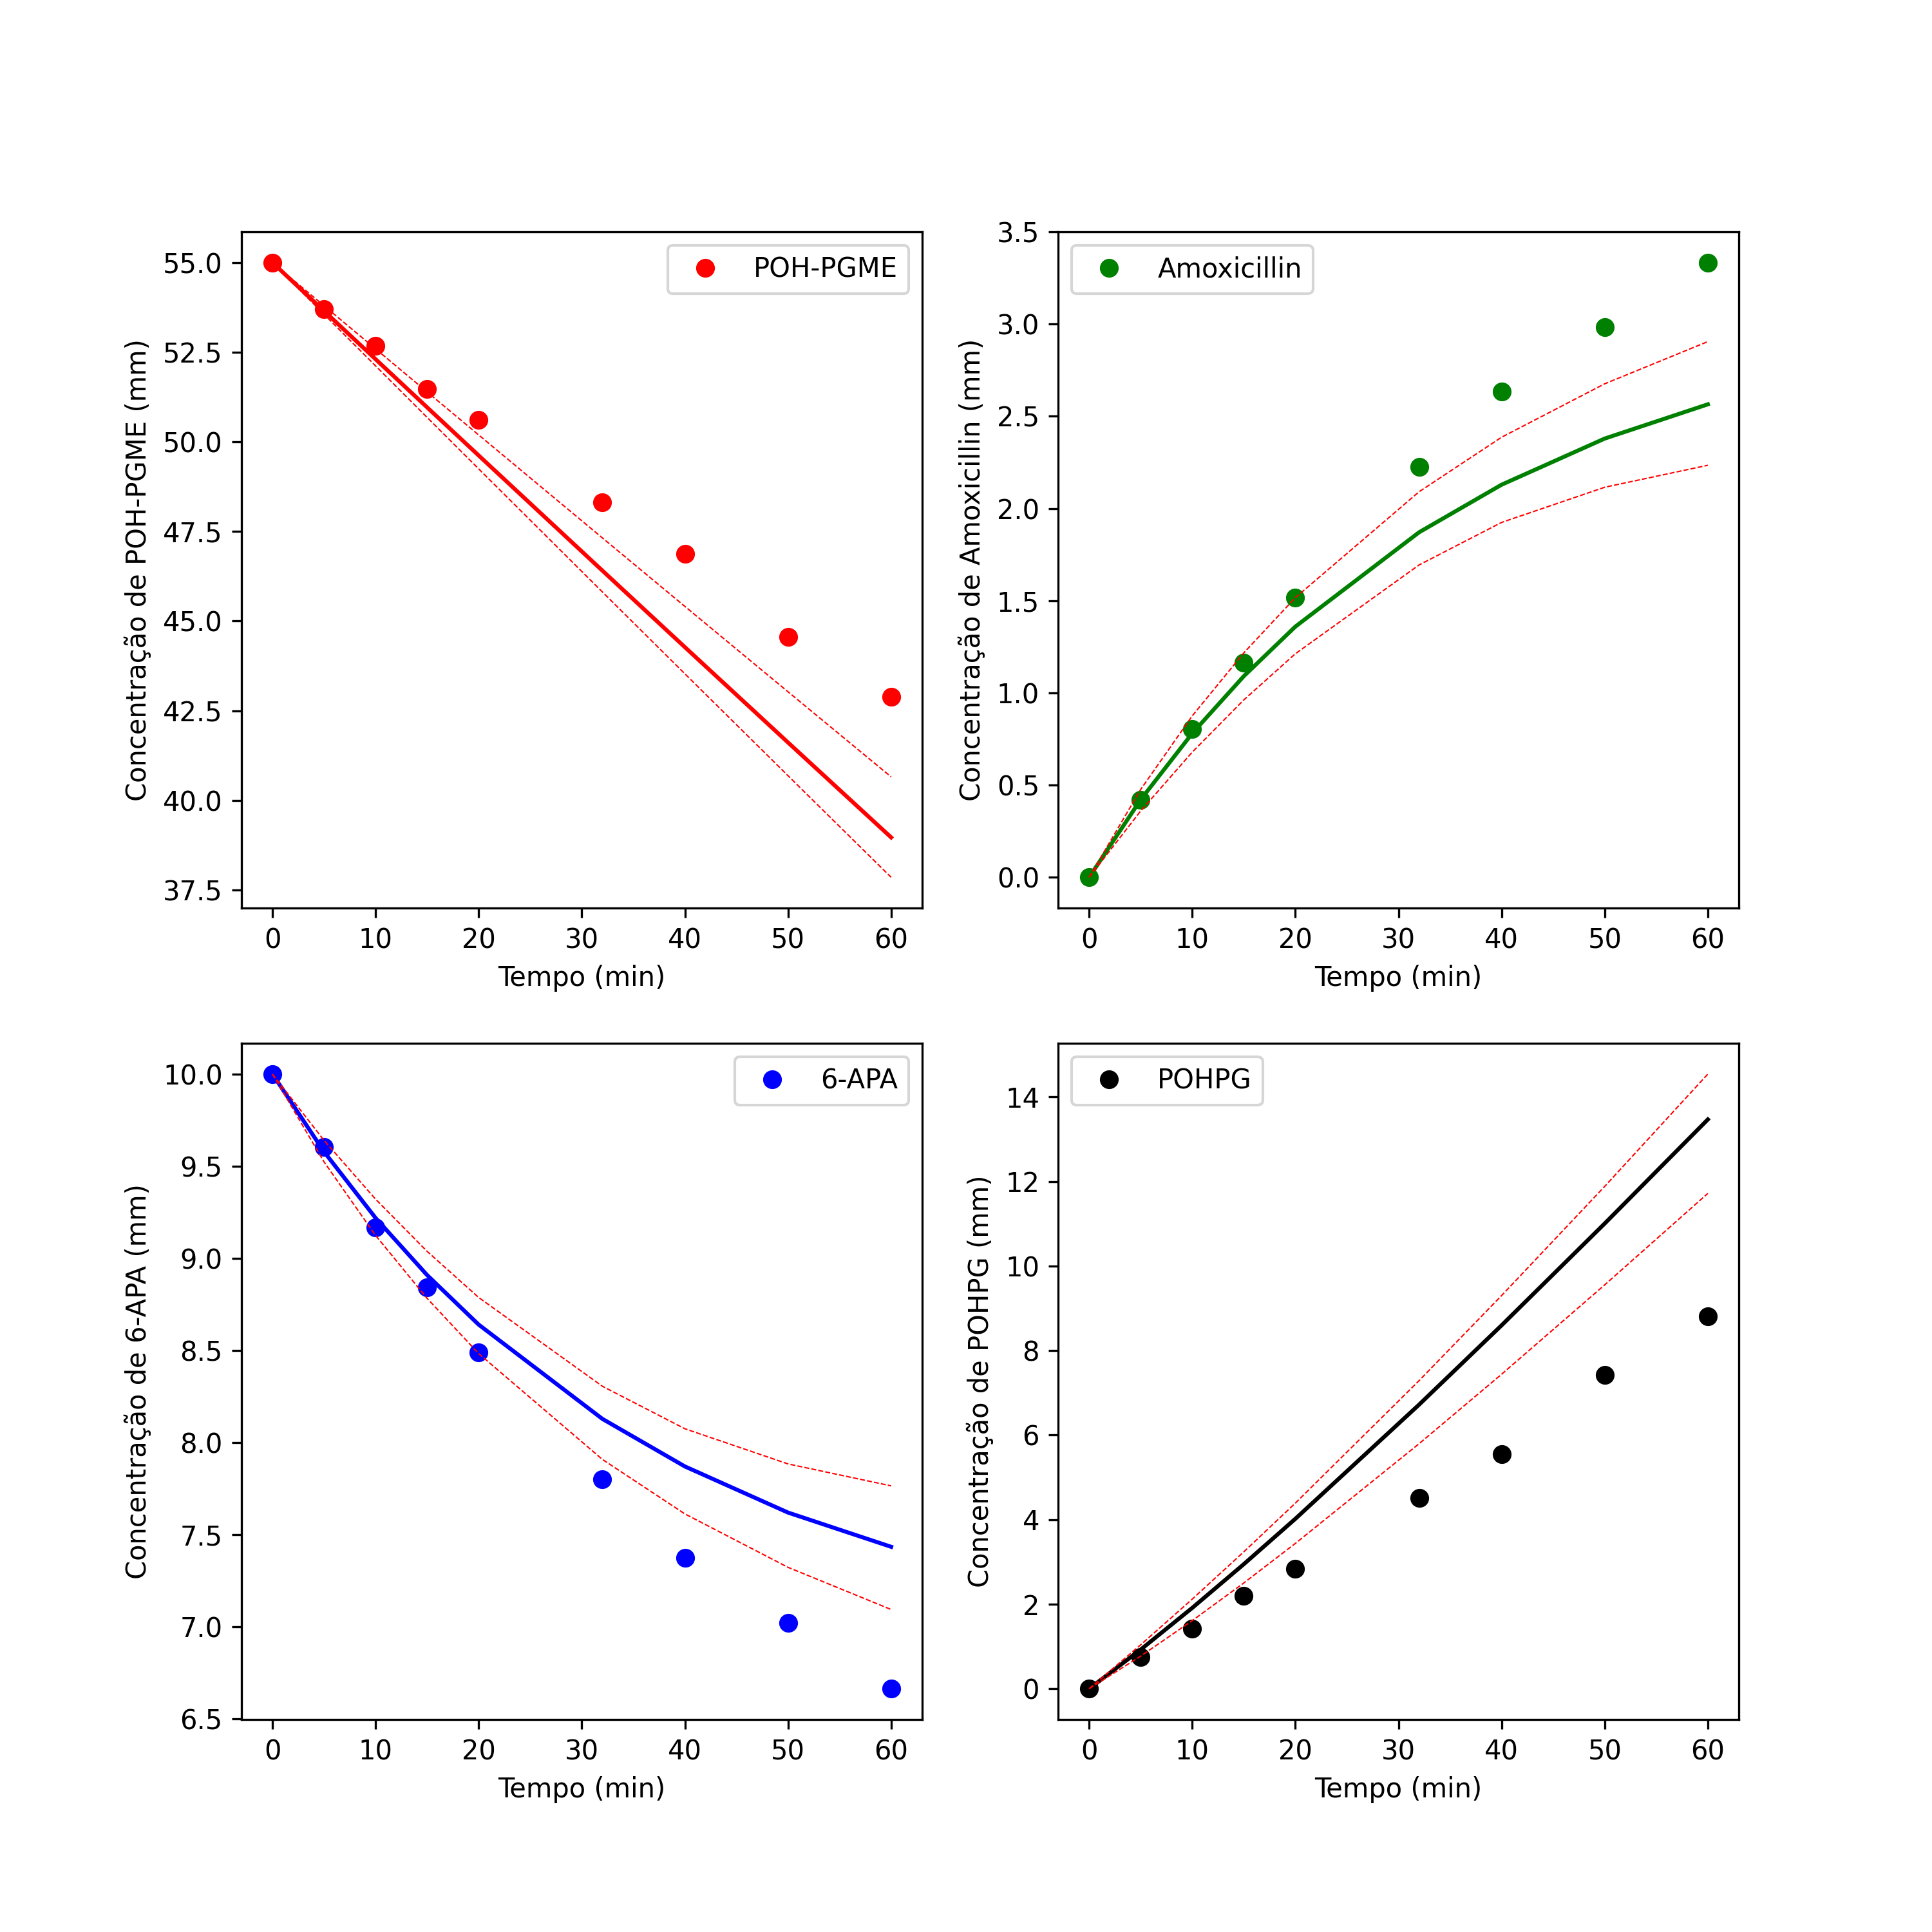 POH-PGME
Concentração de POH-PGME (mm)
55.0
52.5
50.0
47.5
45.0
42.5
40.0
37.5
0 10 20 30 40 50 60
Tempo (min)
Amoxicillin
Concentração de Amoxicillin (mm)
3.5
3.0
2.5
2.0
1.5
1.0
0.5
0.0
0 10 20 30 40 50 60
Tempo (min)
6-APA
Concentração de 6-APA (mm)
10.0
9.5
9.0
8.5
8.0
7.5
7.0
6.5
0 10 20 30 40 50 60
Tempo (min)
POHPG
Concentração de POHPG (mm)
14
12
10
8
6
4
2
0
0 10 20 30 40 50 60
Tempo (min)